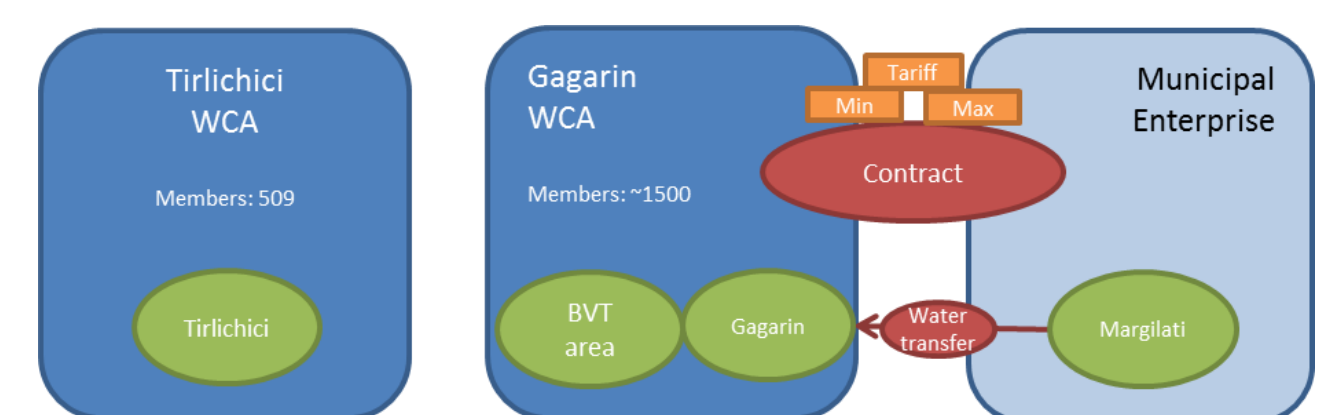 Tirlichici
WCA
Members: 509
Tirlichici
Gagarin
WCA
Members: ~1500
BVT
area
Gagarin
Tariff
Min
Max
Contract
Water
transfer
Municipal
Enterprise
Margilati